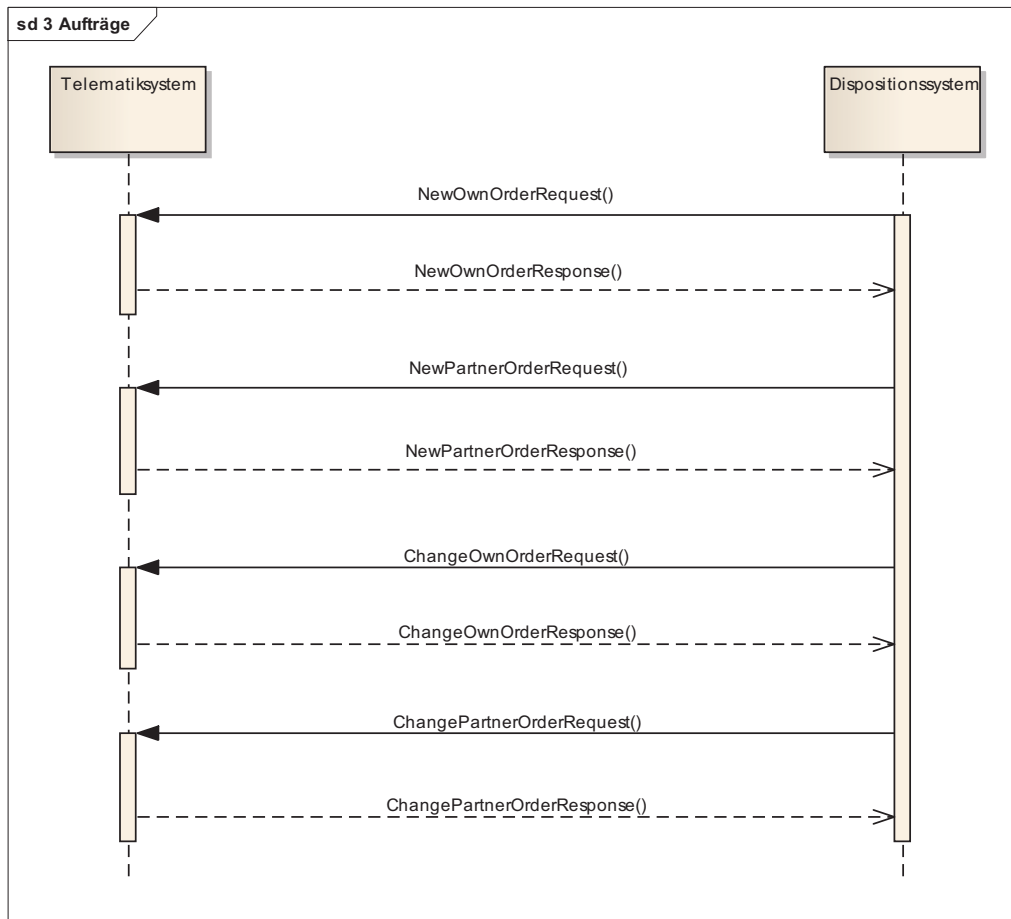 sd 3 Aufträge
Telematiksystem
Dispositionssystem
NewOwnOrderRequest()
NewOwnOrderResponse()
NewPartnerOrderRequest()
NewPartnerOrderResponse()
ChangeOwnOrderRequest()
ChangeOwnOrderResponse()
ChangePartnerOrderRequest()
ChangePartnerOrderResponse()